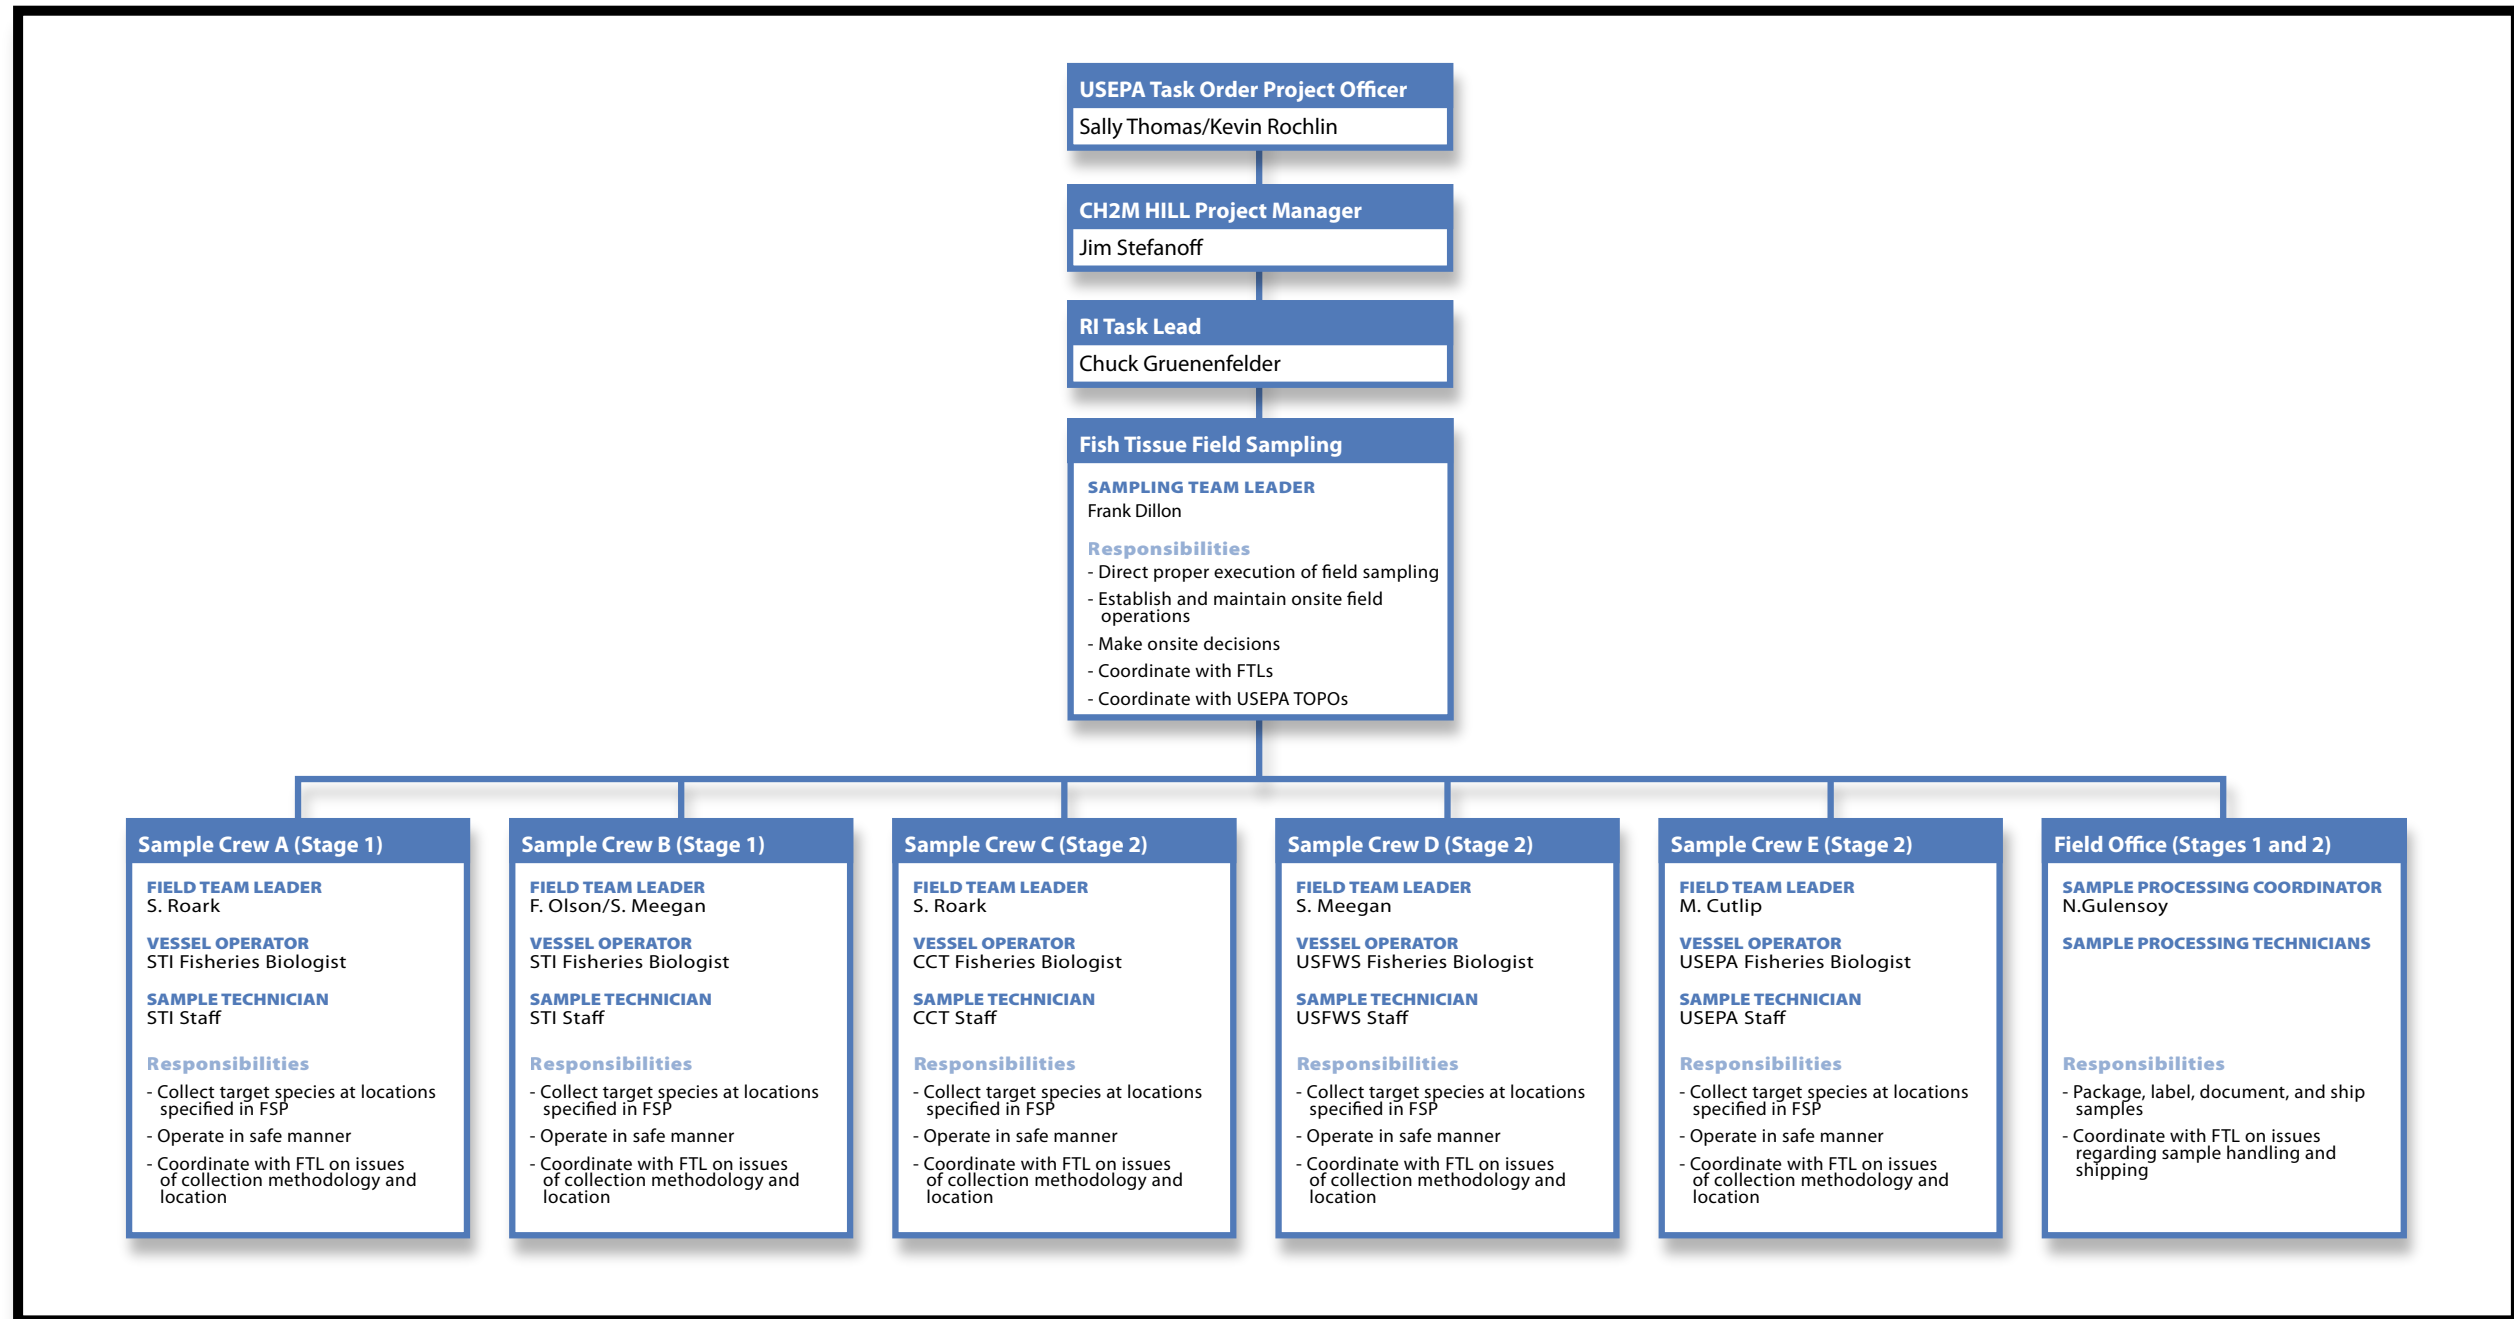 USEPA Task Order Project Officer
Sally Thomas/Kevin Rochlin
CH2M HILL Project Manager
Jim Stefanoff
RI Task Lead
Chuck Gruenenfelder
Fish Tissue Field Sampling
SAMPLING TEAM LEADER
Frank Dillon
Responsibilities
- Direct proper execution of field sampling
- Establish and maintain onsite field
operations
- Make onsite decisions
- Coordinate with FTLs
- Coordinate with USEPA TOPOs
Sample Crew A (Stage 1)
FIELD TEAM LEADER
S. Roark
VESSEL OPERATOR
STI Fisheries Biologist
SAMPLE TECHNICIAN
STI Staff
Responsibilities
- Collect target species at locations
specified in FSP
- Operate in safe manner
- Coordinate with FTL on issues
of collection methodology and
location
Sample Crew B (Stage 1)
FIELD TEAM LEADER
F. Olson/S. Meegan
VESSEL OPERATOR
STI Fisheries Biologist
SAMPLE TECHNICIAN
STI Staff
Responsibilities
- Collect target species at locations
specified in FSP
- Operate in safe manner
- Coordinate with FTL on issues
of collection methodology and
location
Sample Crew C (Stage 2)
FIELD TEAM LEADER
S. Roark
VESSEL OPERATOR
CCT Fisheries Biologist
SAMPLE TECHNICIAN
CCT Staff
Responsibilities
- Collect target species at locations
specified in FSP
- Operate in safe manner
- Coordinate with FTL on issues
of collection methodology and
location
Sample Crew D (Stage 2)
FIELD TEAM LEADER
S. Meegan
VESSEL OPERATOR
USFWS Fisheries Biologist
SAMPLE TECHNICIAN
USFWS Staff
Responsibilities
- Collect target species at locations
specified in FSP
- Operate in safe manner
- Coordinate with FTL on issues
of collection methodology and
location
Sample Crew E (Stage 2)
FIELD TEAM LEADER
M. Cutlip
VESSEL OPERATOR
USEPA Fisheries Biologist
SAMPLE TECHNICIAN
USEPA Staff
Responsibilities
- Collect target species at locations
specified in FSP
- Operate in safe manner
- Coordinate with FTL on issues
of collection methodology and
location
Field Office (Stages 1 and 2)
SAMPLE PROCESSING COORDINATOR
N.Gulensoy
SAMPLE PROCESSING TECHNICIANS
Responsibilities
- Package, label, document, and ship
samples
- Coordinate with FTL on issues
regarding sample handling and
shipping